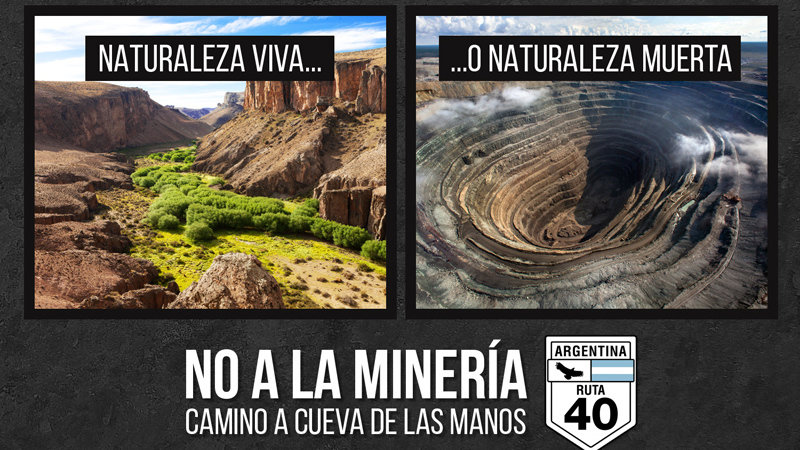 NATURALEZA VIVA...
...O NATURALEZA MUERTA
NO A LA MINERÍA
CAMINO A CUEVA DE LAS MANOS
ARGENTINA
RUTA
40